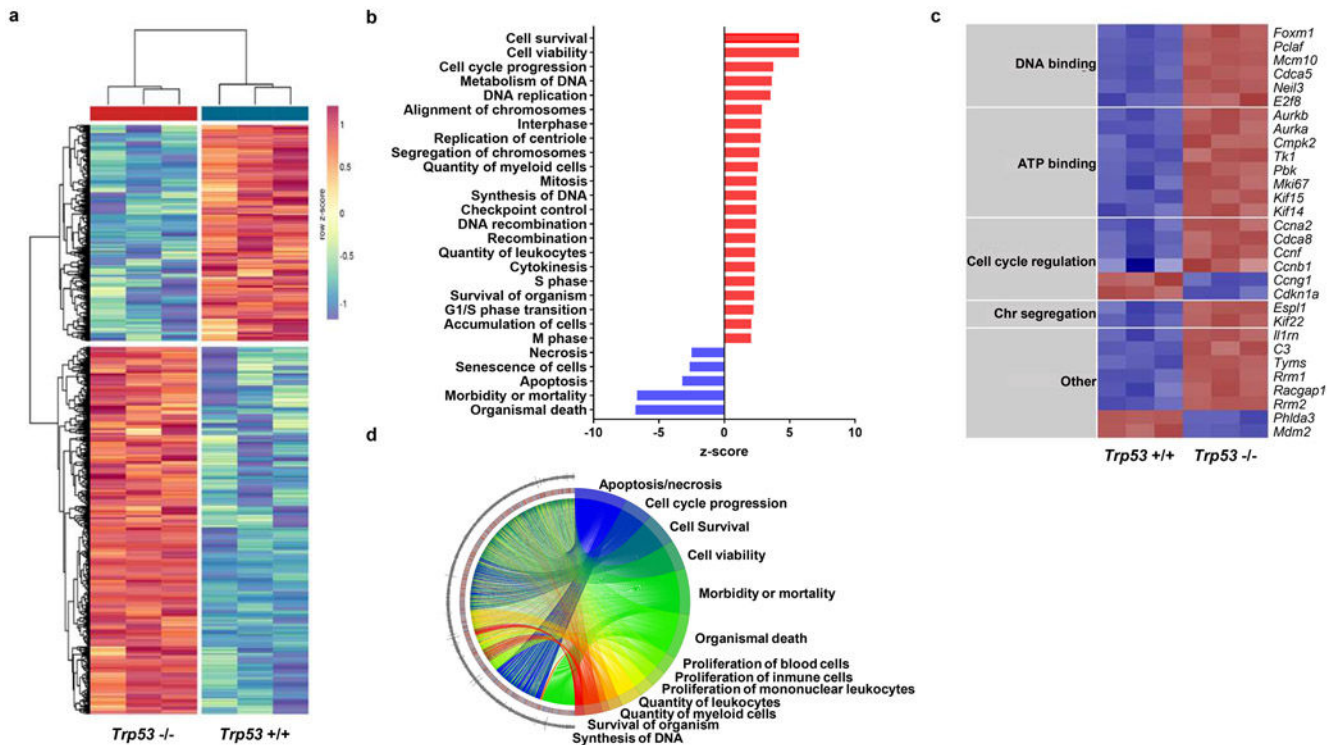 a
1
0.5
0
-0.5
-1
row z-score
Trp53 -/- Trp53 +/+
b
Cell survival
Cell viability
Cell cycle progression
Metabolism of DNA
DNA replication
Alignment of chromosomes
Interphase
Replication of centriole
Segregation of chromosomes
Quantity of myeloid cells
Mitosis
Synthesis of DNA
Checkpoint control
DNA recombination
Recombination
Quantity of leukocytes
Cytokinesis
S phase
Survival of organism
G1/S phase transition
Accumulation of cells
M phase
Necrosis
Senescence of cells
Apoptosis
Morbidity or mortality
Organismal death
-10 -5 0 5 10
z-score
c
DNA binding
ATP binding
Cell cycle regulation
Chr segregation
Other
Foxm1
Pclaf
Mcm10
Cdca5
Neil3
E2f8
Aurkb
Aurka
Cmpk2
Tk1
Pbk
Mki67
Kif15
Kif14
Ccna2
Cdca8
Ccnf
Ccnb1
Ccng1
Cdkn1a
Espl1
Kif22
Il1rn
C3
Tyms
Rrm1
Racgap1
Rrm2
Phlda3
Mdm2
Trp53 +/+ Trp53 -/-
d
Apoptosis/necrosis
Cell cycle progression
Cell Survival
Cell viability
Morbidity or mortality
Organismal death
Proliferation of blood cells
Proliferation of inmune cells
Proliferation of mononuclear leukocytes
Quantity of leukocytes
Quantity of myeloid cells
Survival of organism
Synthesis of DNA